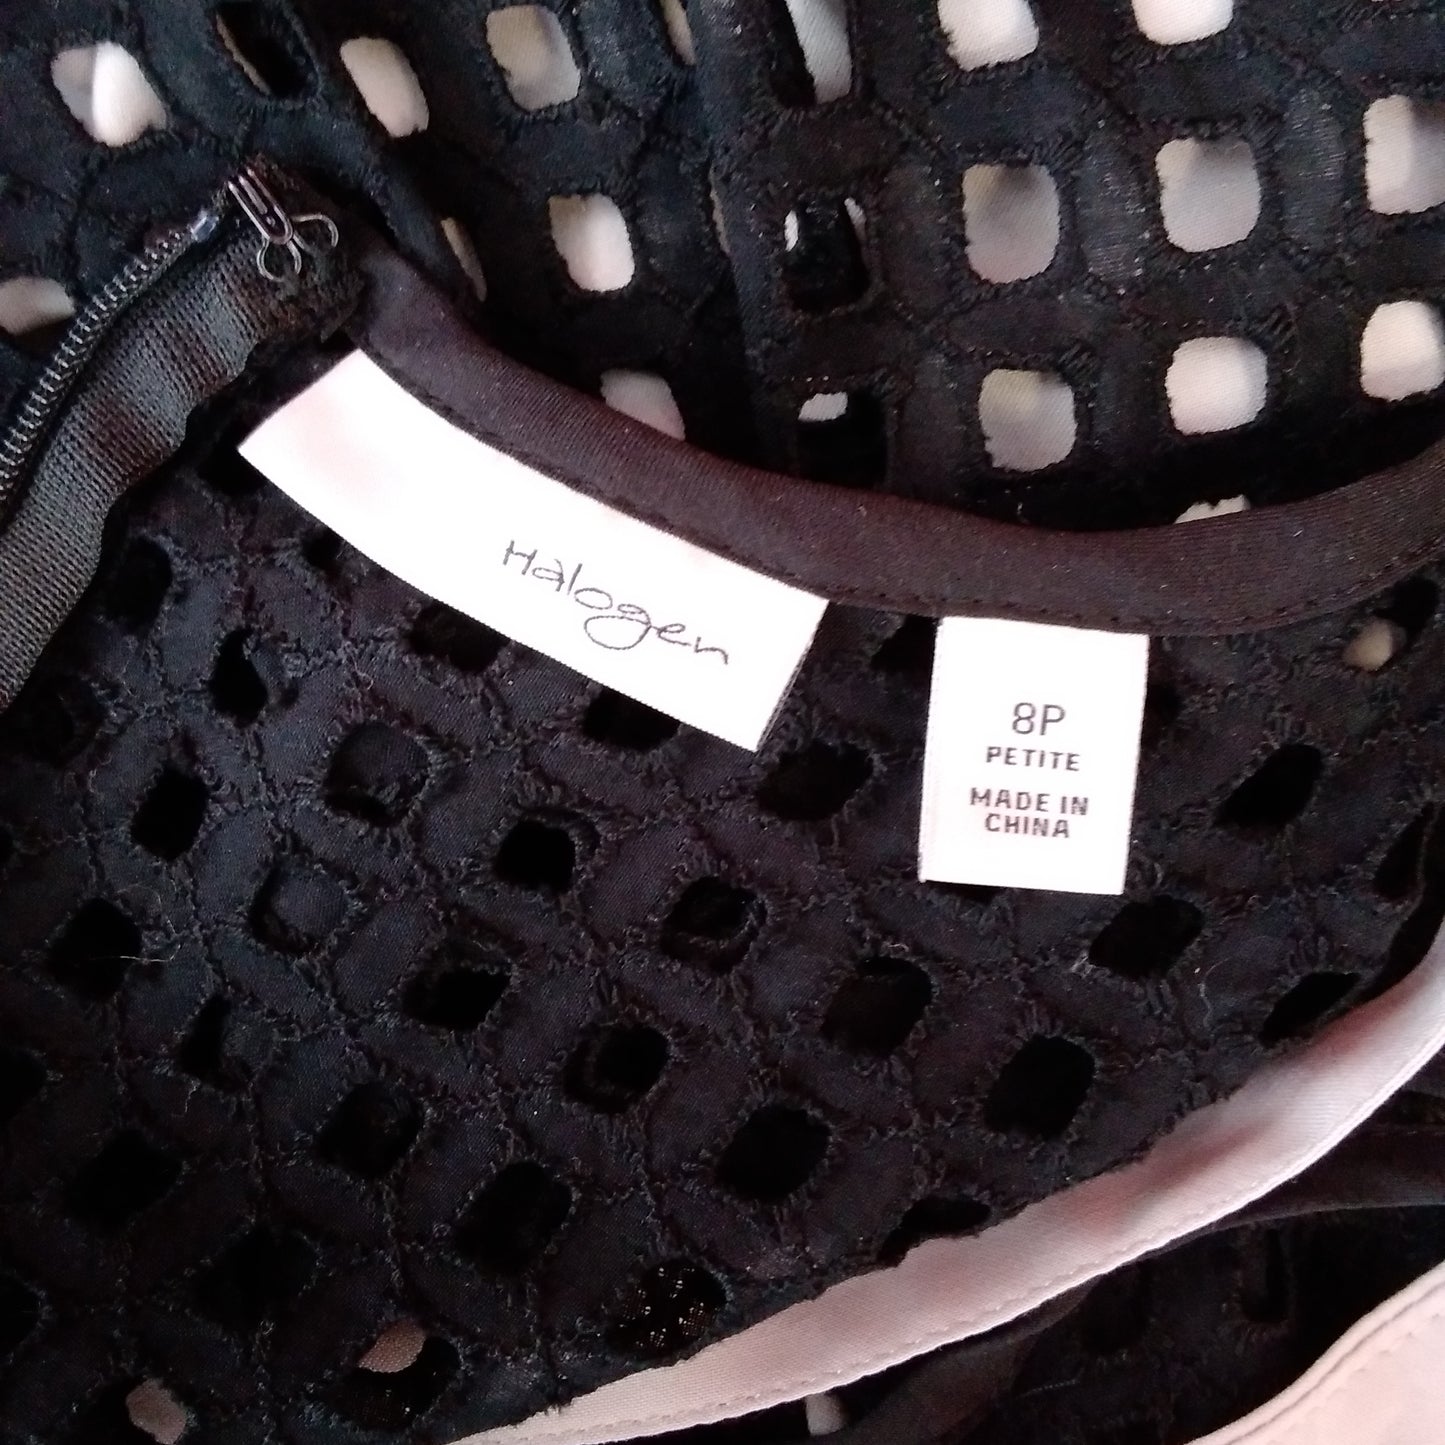 Halogen
8P
PETITE
MADE IN
CHINA